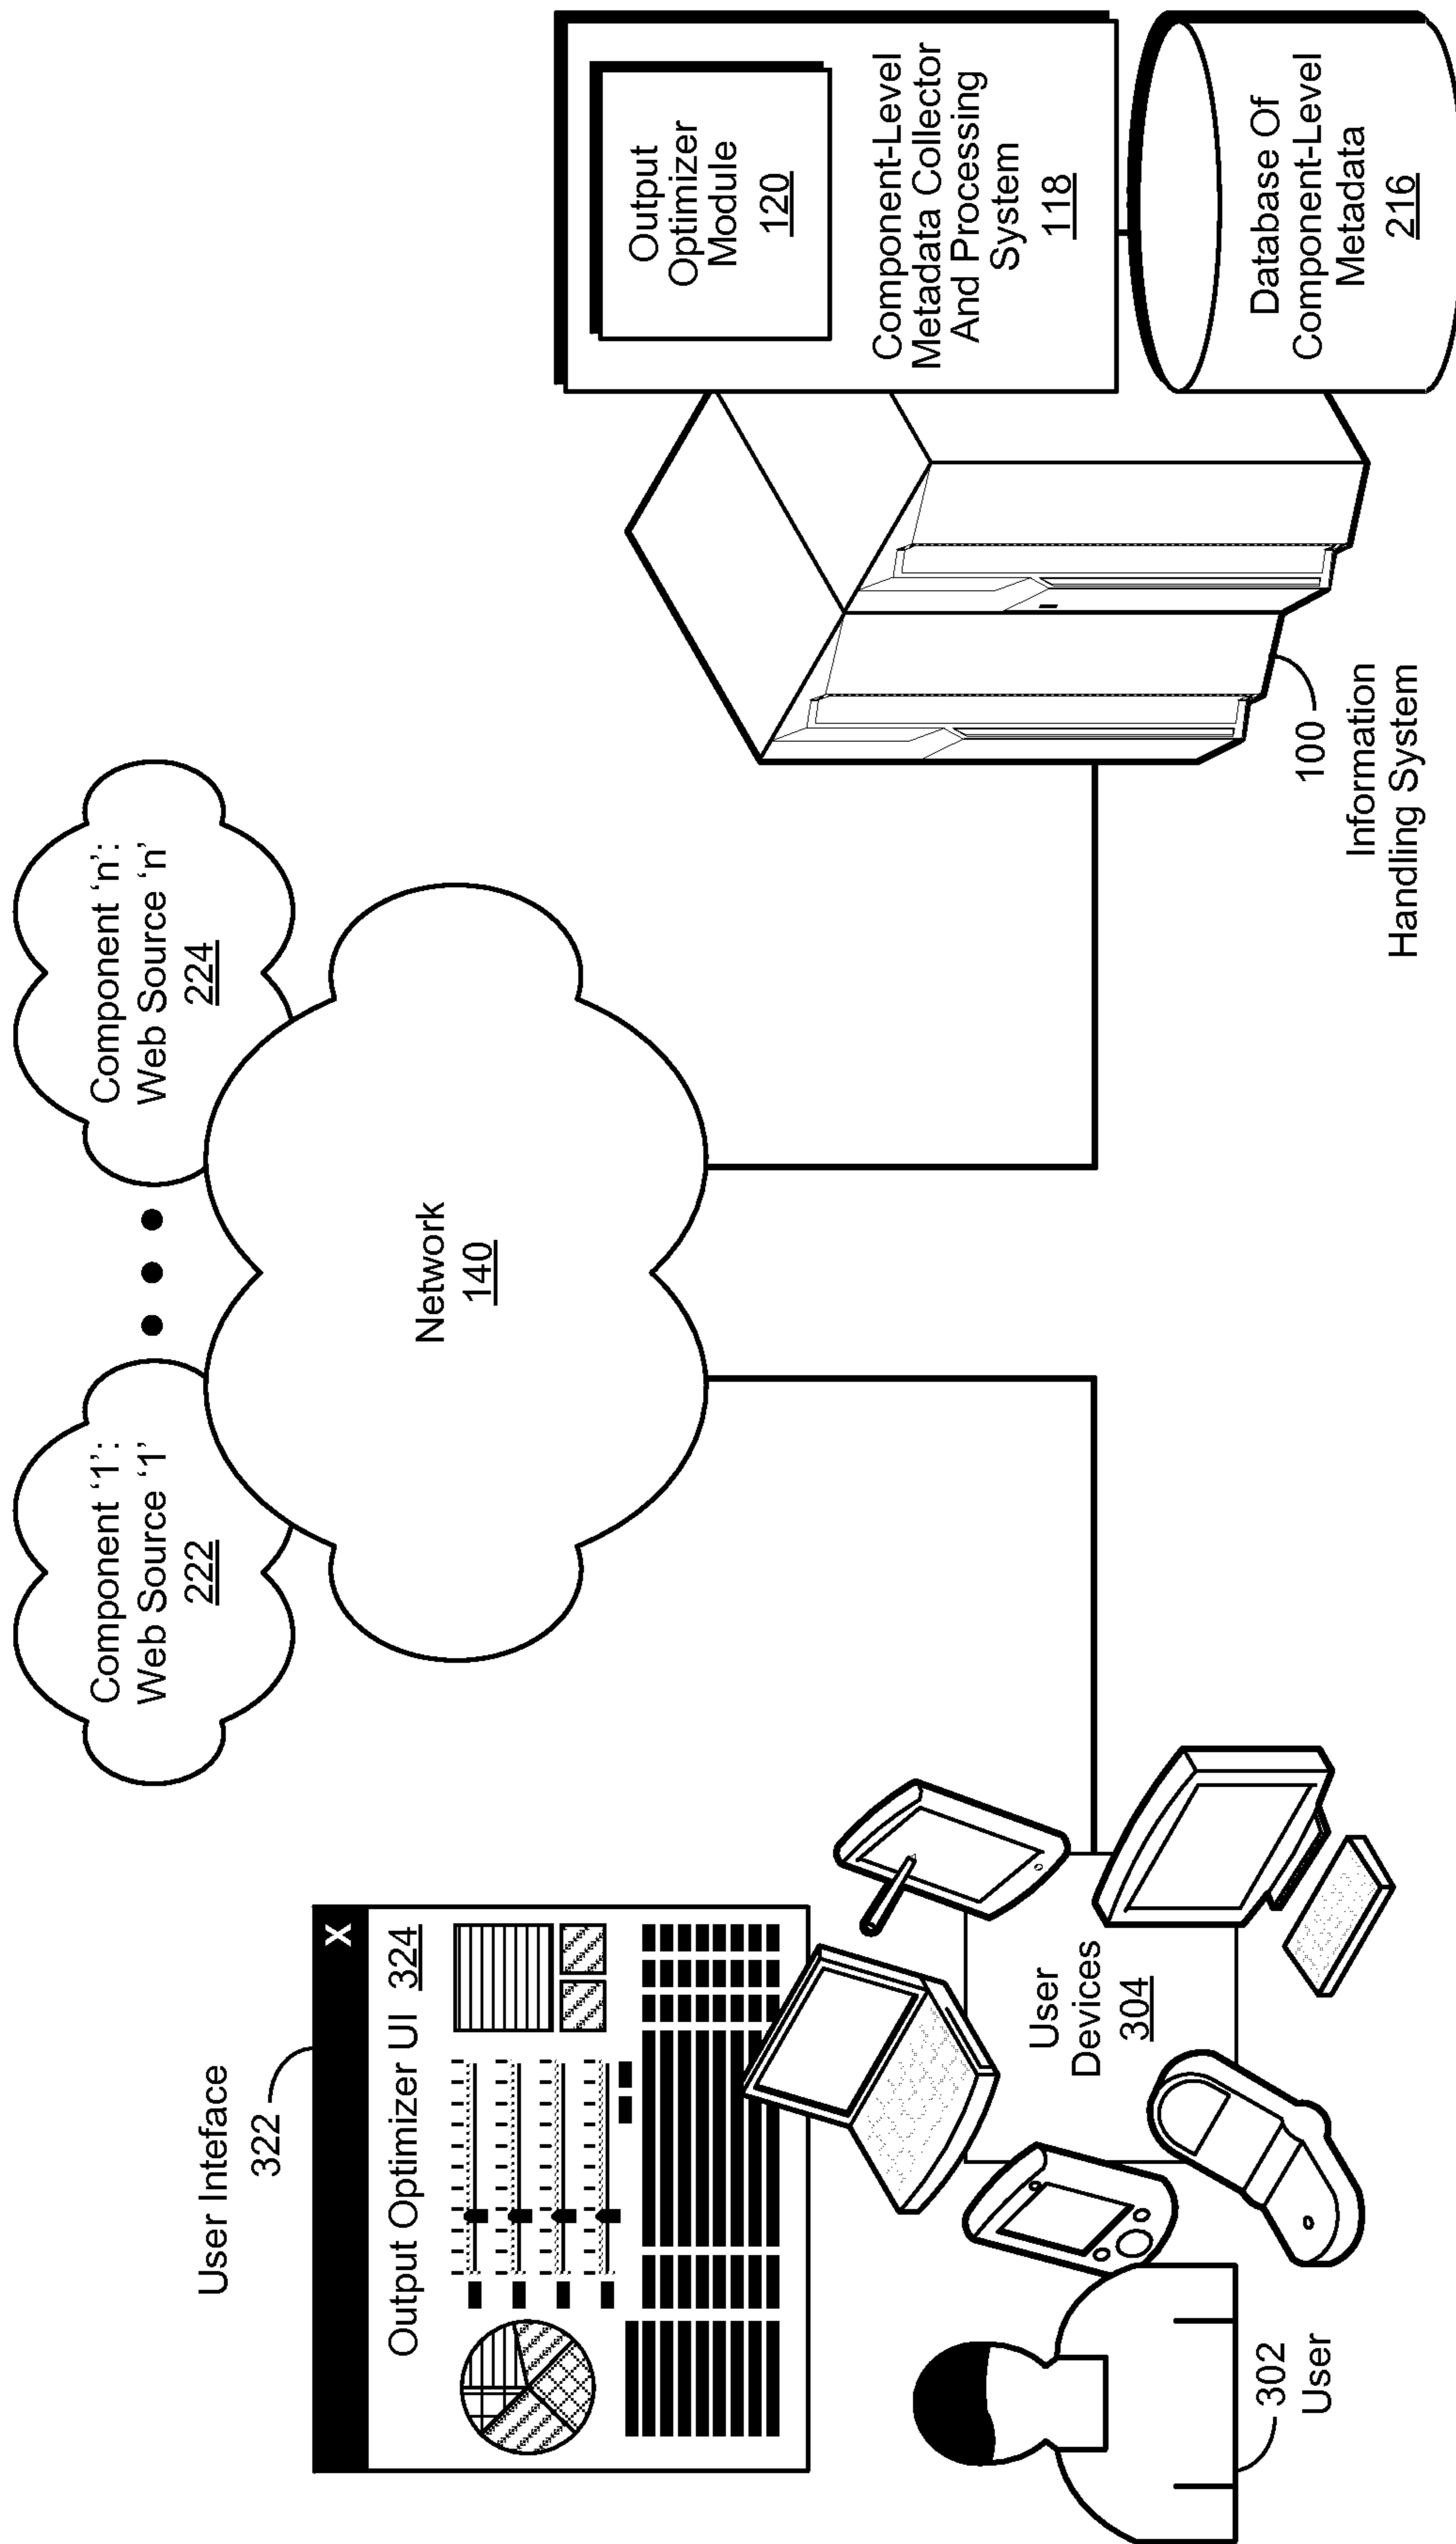 Component ‘1’:
Web Source ‘1’
222
Component ‘n’:
Web Source ‘n’
224
User Inteface
322
X
Output Optimizer UI 324
Network
140
Output
Optimizer
Module
120
Component-Level
Metadata Collector
And Processing
System
118
Database Of
Component-Level
Metadata
216
User
Devices
304
302
User
100
Information
Handling System